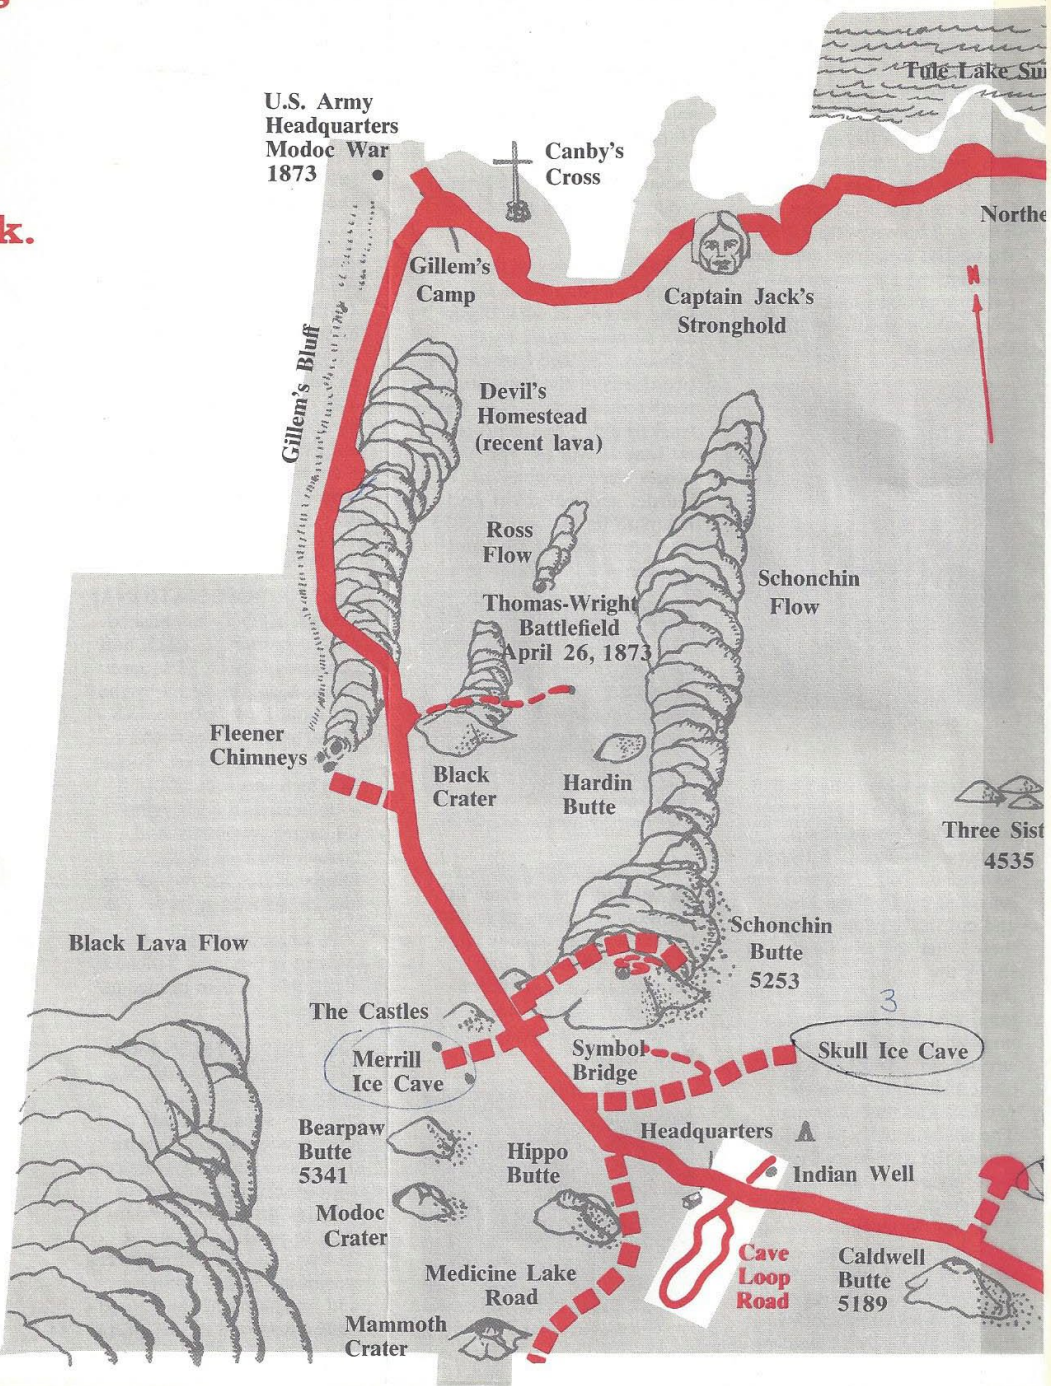 k.
Tule Lake Su
U.S. Army
Headquarters
Modoc War
1873
Canby's
Cross
Northe
Gillem's
Camp
Captain Jack's
Stronghold
N
Gillem's Bluff
Devil's
Homestead
(recent lava)
Ross
Flow
Schonchin
Flow
Thomas-Wright
Battlefield
April 26, 1873
Fleener
Chimneys
Black
Crater
Hardin
Butte
Three Sist
4535
Black Lava Flow
Schonchin
Butte
5253
3
The Castles
Merrill
Ice Cave
Symbol
Bridge
Skull Ice Cave
Bearpaw
Butte
5341
Headquarters
Hippo
Butte
Indian Well
Modoc
Crater
Cave
Loop
Road
Caldwell
Butte
5189
Medicine Lake
Road
Mammoth
Crater